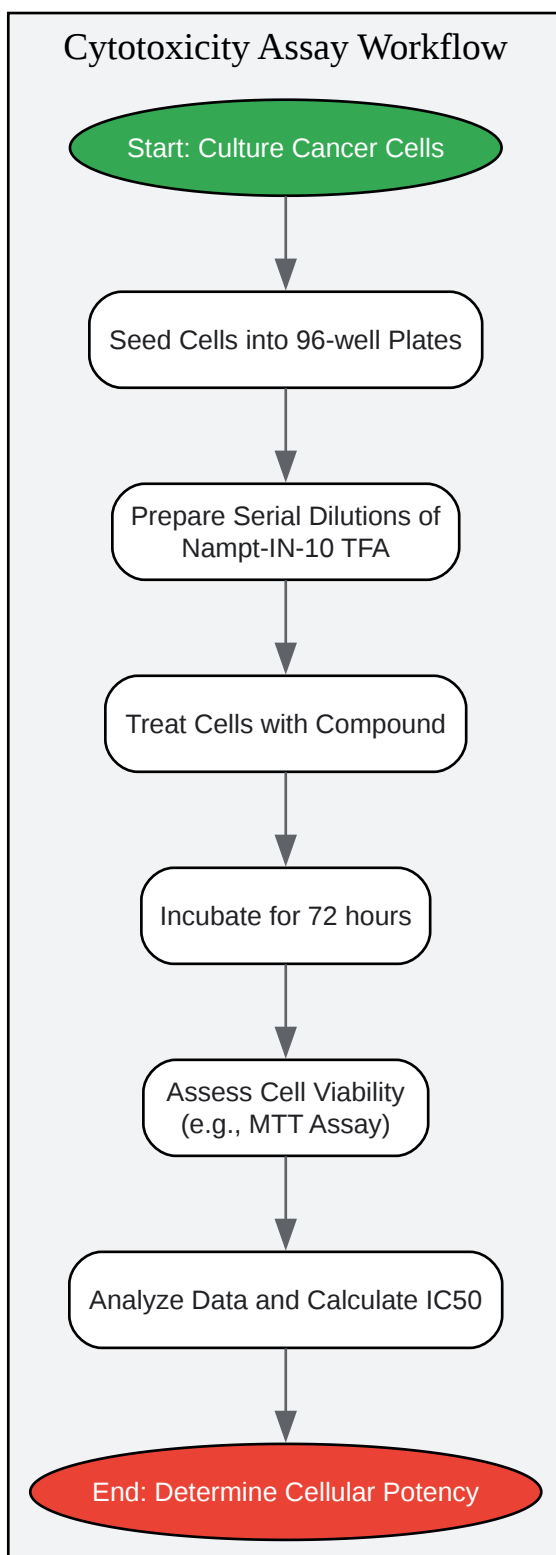 Cytotoxicity Assay Workflow
Start: Culture Cancer Cells
Seed Cells into 96-well Plates
Prepare Serial Dilutions of
Nampt-IN-10 TFA
Treat Cells with Compound
Incubate for 72 hours
Assess Cell Viability
(e.g., MTT Assay)
Analyze Data and Calculate IC50
End: Determine Cellular Potency